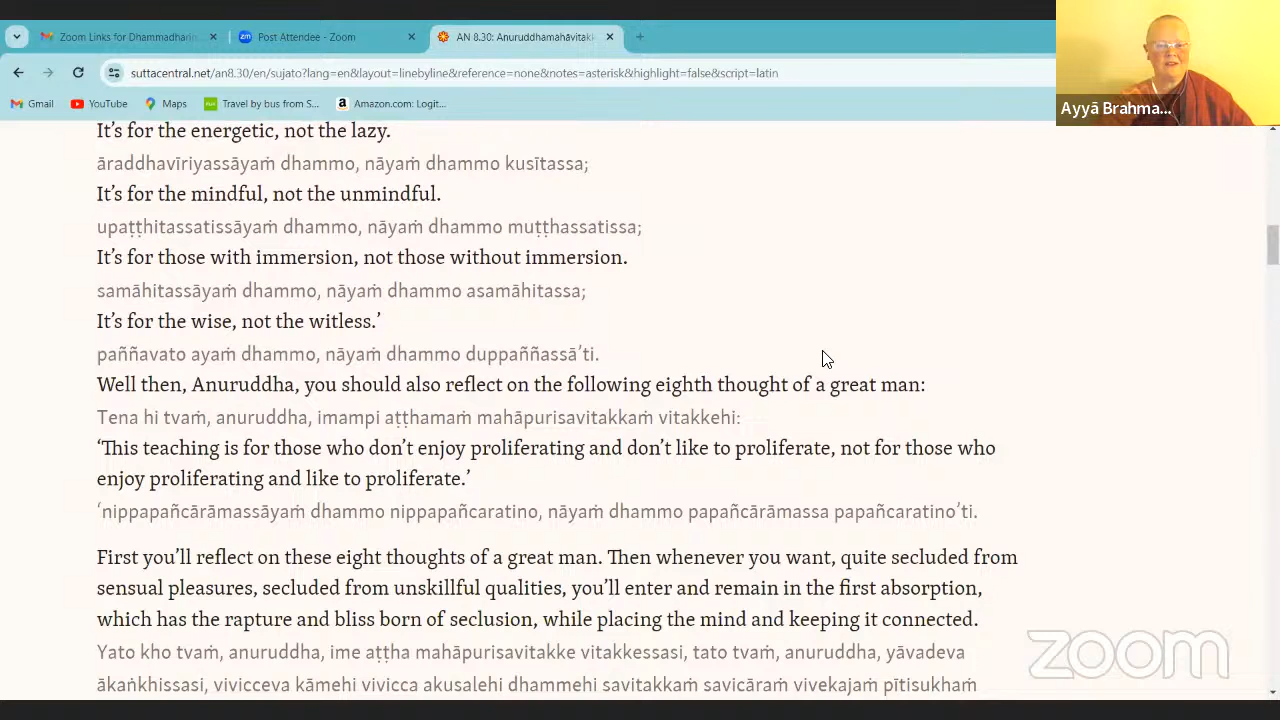 Zoom Links for Dhammadharin
Post Attendee - Zoom
AN 8.30: Anuruddhamahāvitakk
suttacentral.net/an8.30/en/sujato?lang=en&layout=linebyline&reference=none&notes=asterisk&highlight=false&script=latin
Gmail
YouTube
Maps
Travel by bus from S...
Amazon.com: Logit...
Ayyā Brahma...
It’s for the energetic, not the lazy.
āraddhavīriyassāyaṁ dhammo, nāyaṁ dhammo kusītassa;
It’s for the mindful, not the unmindful.
upaṭṭhitassatissāyaṁ dhammo, nāyaṁ dhammo muṭṭhassatissa;
It’s for those with immersion, not those without immersion.
samāhitassāyaṁ dhammo, nāyaṁ dhammo asamāhitassa;
It’s for the wise, not the witless.’
paññavato ayaṁ dhammo, nāyaṁ dhammo duppaññassā’ti.
Well then, Anuruddha, you should also reflect on the following eighth thought of a great man:
Tena hi tvaṁ, anuruddha, imampi aṭṭhamaṁ mahāpurisavitakkaṁ vitakkehi:
‘This teaching is for those who don’t enjoy proliferating and don’t like to proliferate, not for those who
enjoy proliferating and like to proliferate.’
‘nippapañcārāmassāyaṁ dhammo nippapañcaratino, nāyaṁ dhammo papañcārāmassa papañcaratino’ti.
First you’ll reflect on these eight thoughts of a great man. Then whenever you want, quite secluded from
sensual pleasures, secluded from unskillful qualities, you’ll enter and remain in the first absorption,
which has the rapture and bliss born of seclusion, while placing the mind and keeping it connected.
Yato kho tvaṁ, anuruddha, ime aṭṭha mahāpurisavitakke vitakkessasi, tato tvaṁ, anuruddha, yāvadeva
ākaṅkhissasi, vivicceva kāmehi vivicca akusalehi dhammehi savitakkaṁ savicāraṁ vivekajaṁ pītisukhaṁ
zoom